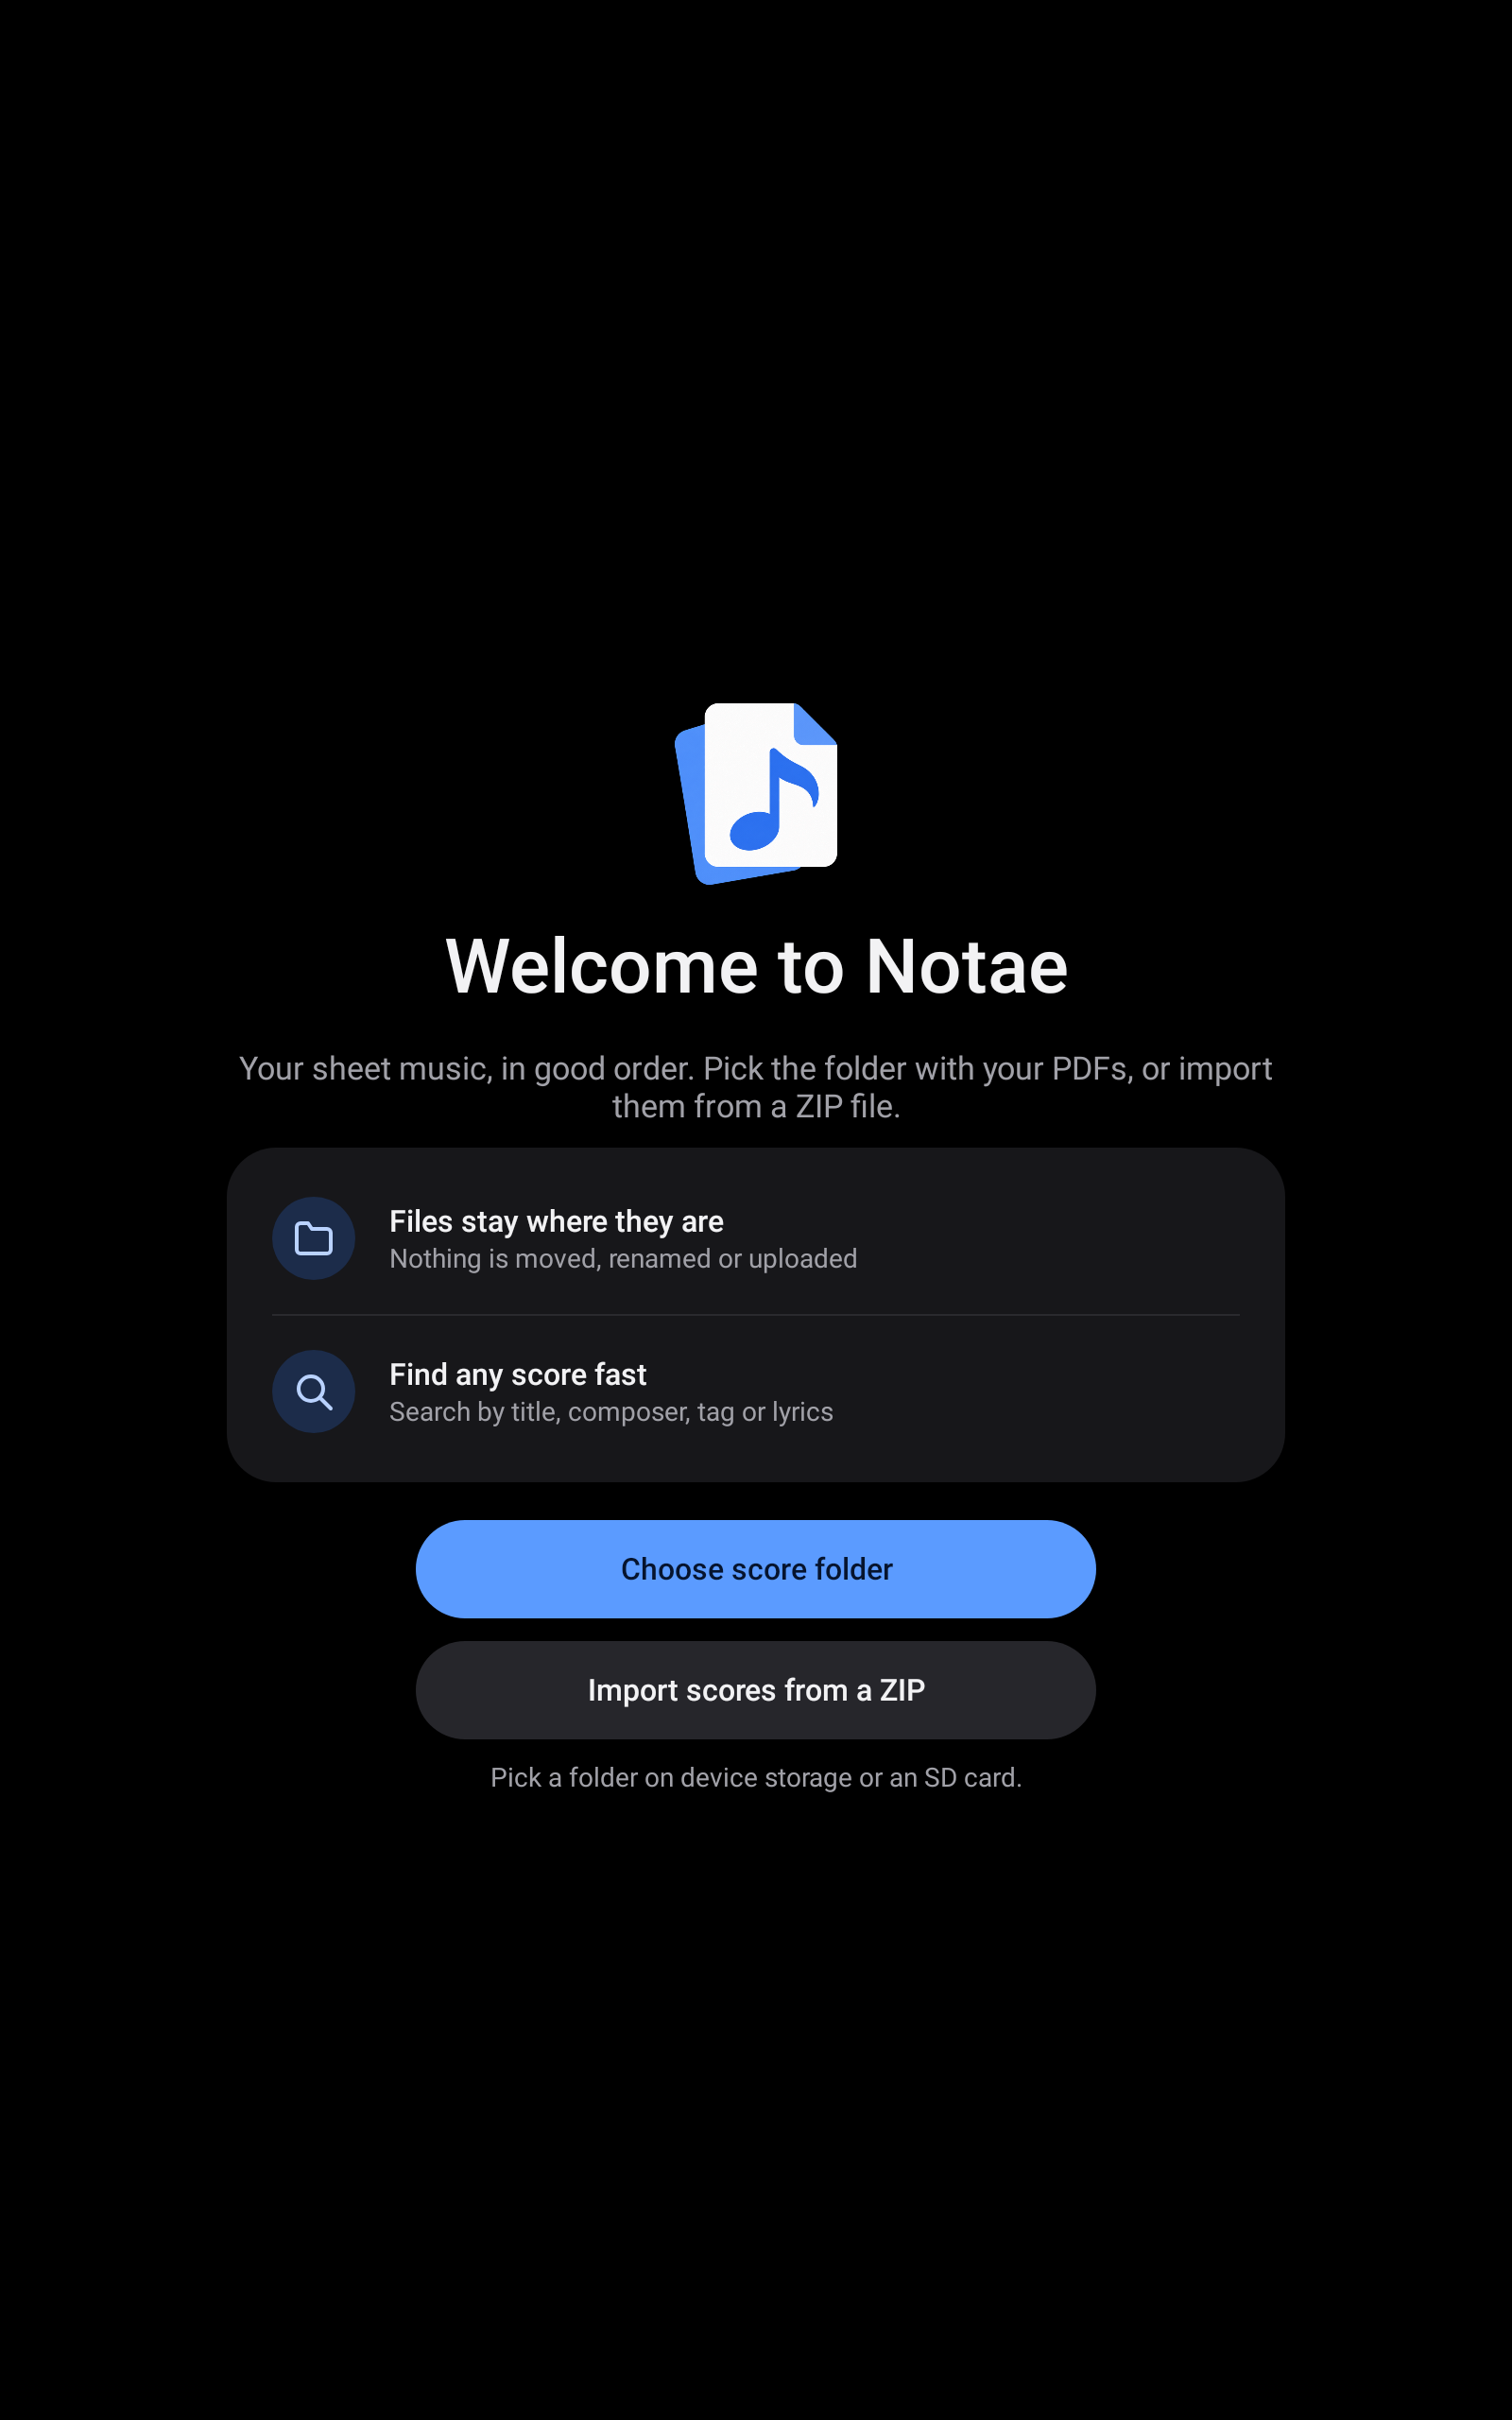 Welcome to Notae
Your sheet music, in good order. Pick the folder with your PDFs, or import
them from a ZIP file.
Files stay where they are
Nothing is moved, renamed or uploaded
Find any score fast
Search by title, composer, tag or lyrics
Choose score folder
Import scores from a ZIP
Pick a folder on device storage or an SD card.